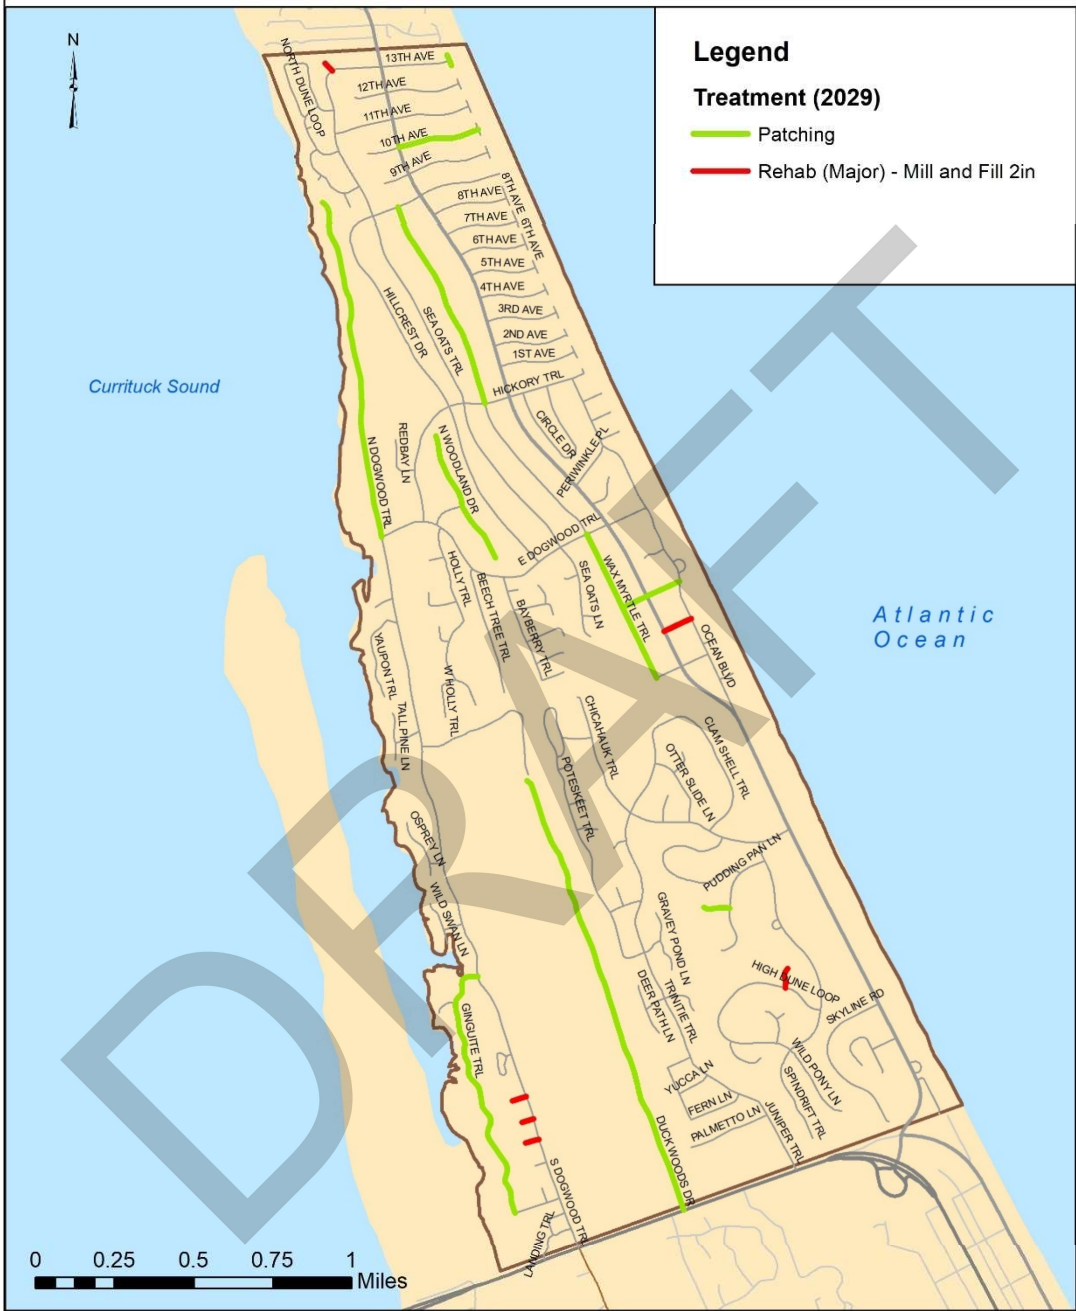 Legend
Treatment (2029)
Patching
Rehab (Major) - Mill and Fill 2in
N
NORTH DUNE LOOP
13TH AVE
12TH AVE
11TH AVE
10TH AVE
9TH AVE
8TH AVE
8TH AVE
7TH AVE
6TH AVE
6TH AVE
5TH AVE
4TH AVE
3RD AVE
2ND AVE
1ST AVE
HILLCREST DR
SEA OATS TRL
HICKORY TRL
Currituck Sound
CIRCLE DR
PERIWINKLE PL
REDBAY LN
N WOODLAND DR
N DOGWOOD TRL
E DOGWOOD TRL
HOLLY TRL
BEECH TREE TRL
BAYBERRY TRL
SEA OATS LN
WAX MYRTLE TRL
OCEAN BLVD
Atlantic
Ocean
YAUPON TRL
W HOLLY TRL
TALL PINE LN
CHICAHAUK TRL
CLAM SHELL TRL
OTTER SLIDE LN
POTESKEET TRL
OSPREY LN
PUDDING PAN LN
WILD SWAN LN
GRAVEY POND LN
DEER PATH LN
TRINITIE TRL
HIGH DUNE LOOP
SKYLINE RD
GINGUITE TRL
YUCCA LN
WILD PONY LN
SPINDRIFT TRL
FERN LN
PALMETTO LN
JUNIPER TRL
DUCK WOODS DR
S DOGWOOD TRL
LANDING TRL
DRAFT
0 0.25 0.5 0.75 1
Miles